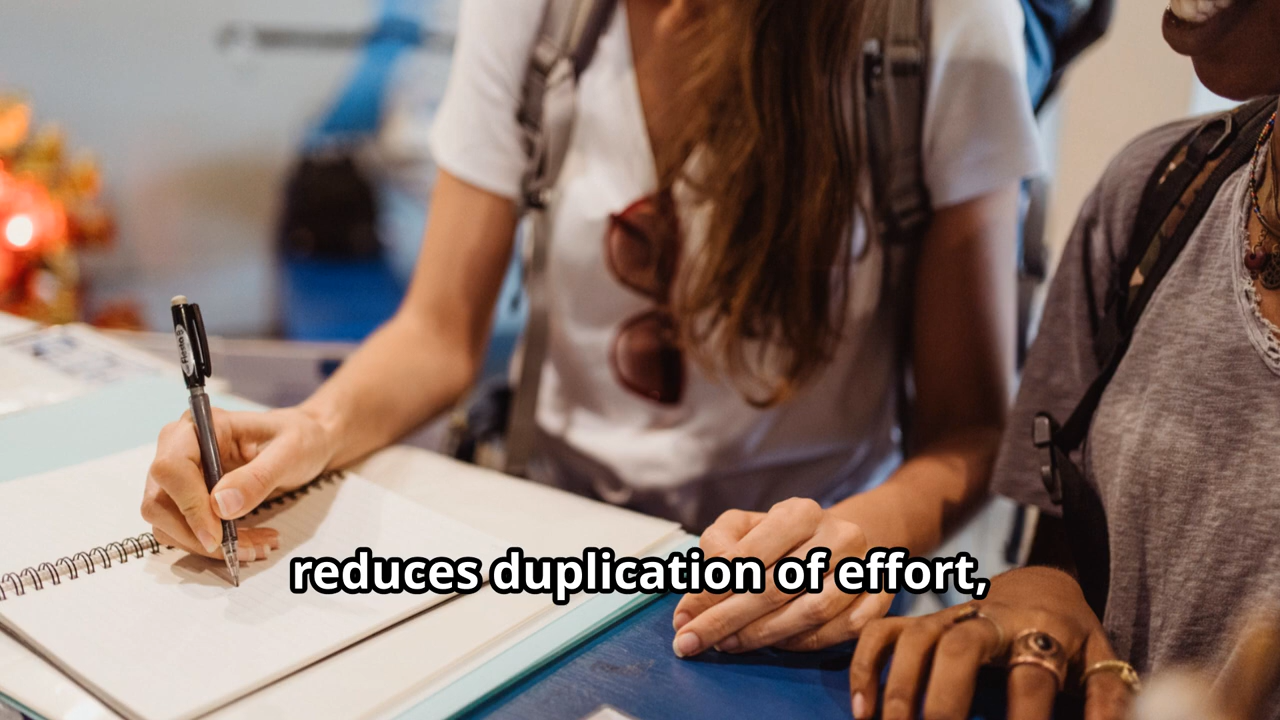 reduces duplication of effort,